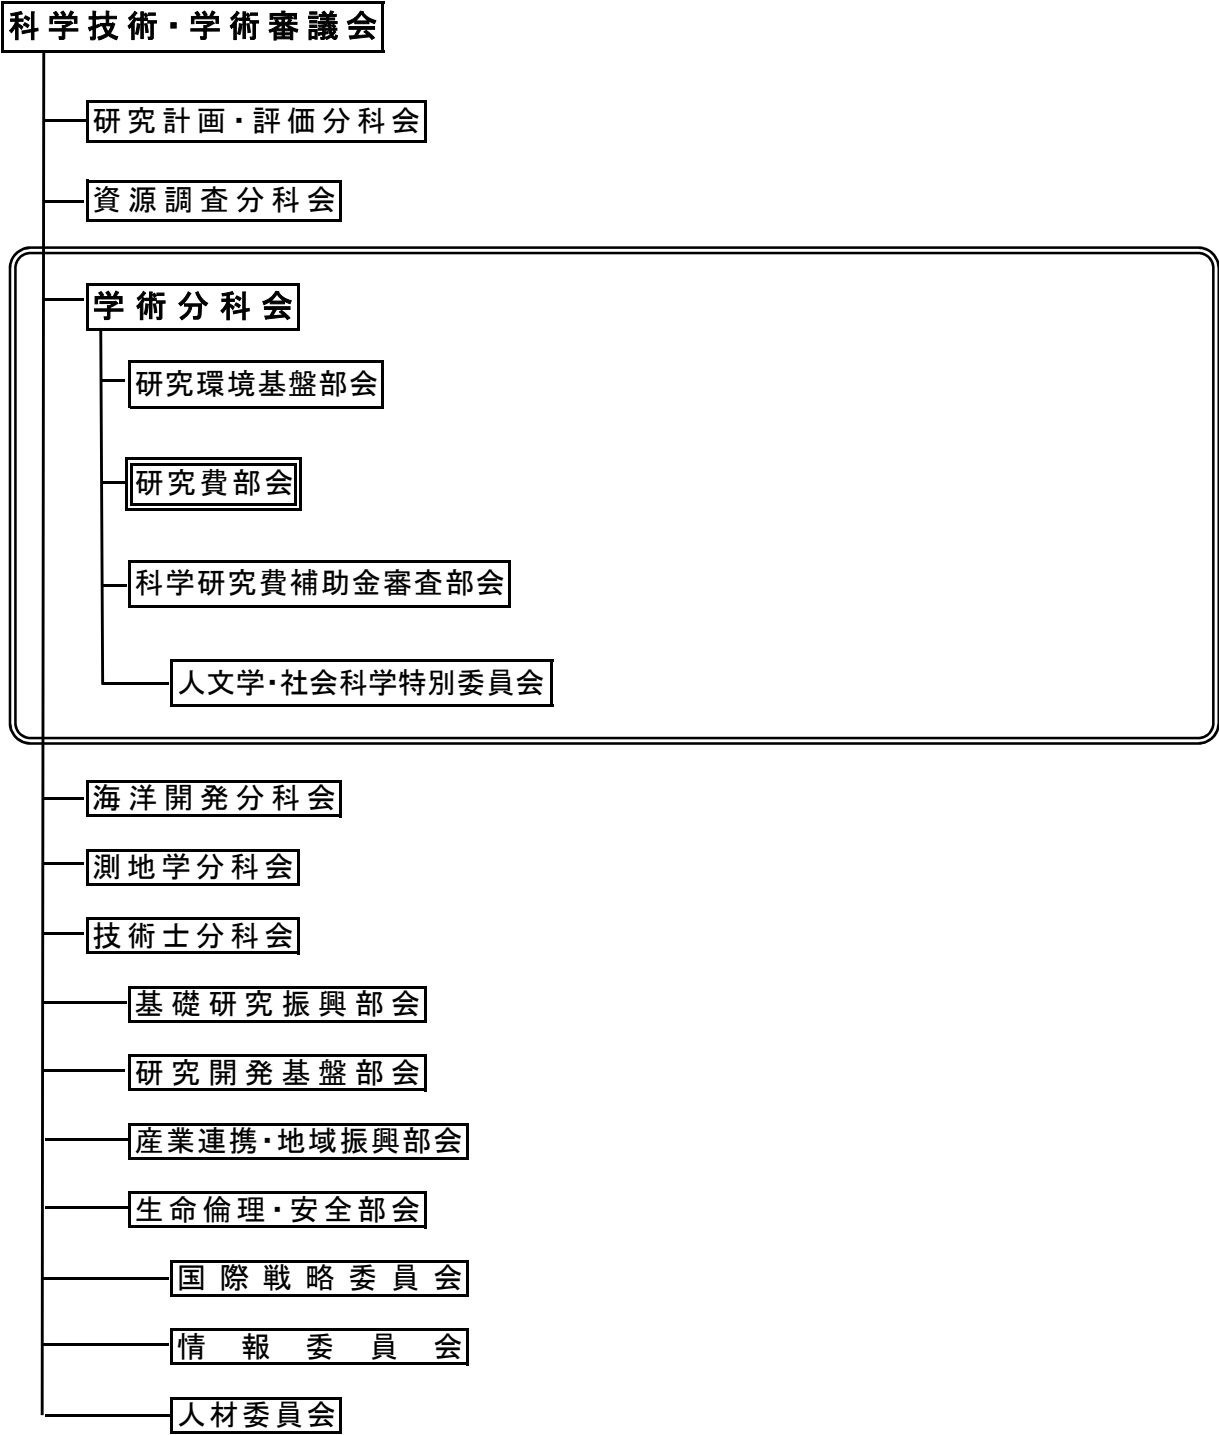 科学技術・学術審議会
研究計画・評価分科会
資源調査分科会
学術分科会
研究環境基盤部会
研究費部会
科学研究費補助金審査部会
人文学・社会科学特別委員会
海洋開発分科会
測地学分科会
技術士分科会
基礎研究振興部会
研究開発基盤部会
産業連携・地域振興部会
生命倫理・安全部会
国際戦略委員会
情報委員会
人材委員会